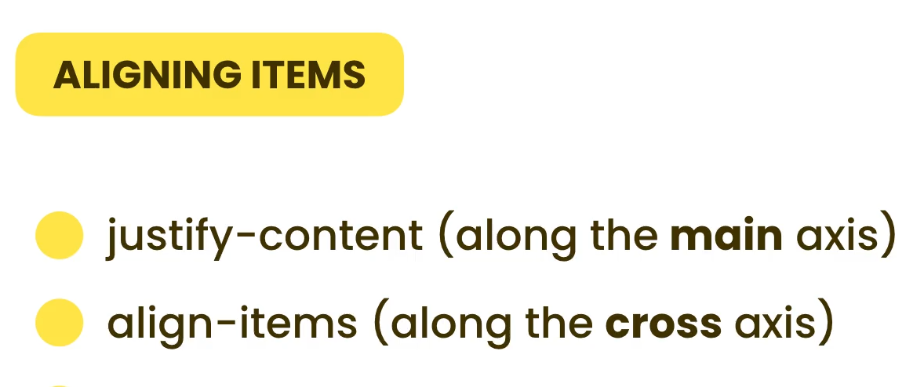 ALIGNING ITEMS
justify-content (along the main axis)
align-items (along the cross axis)